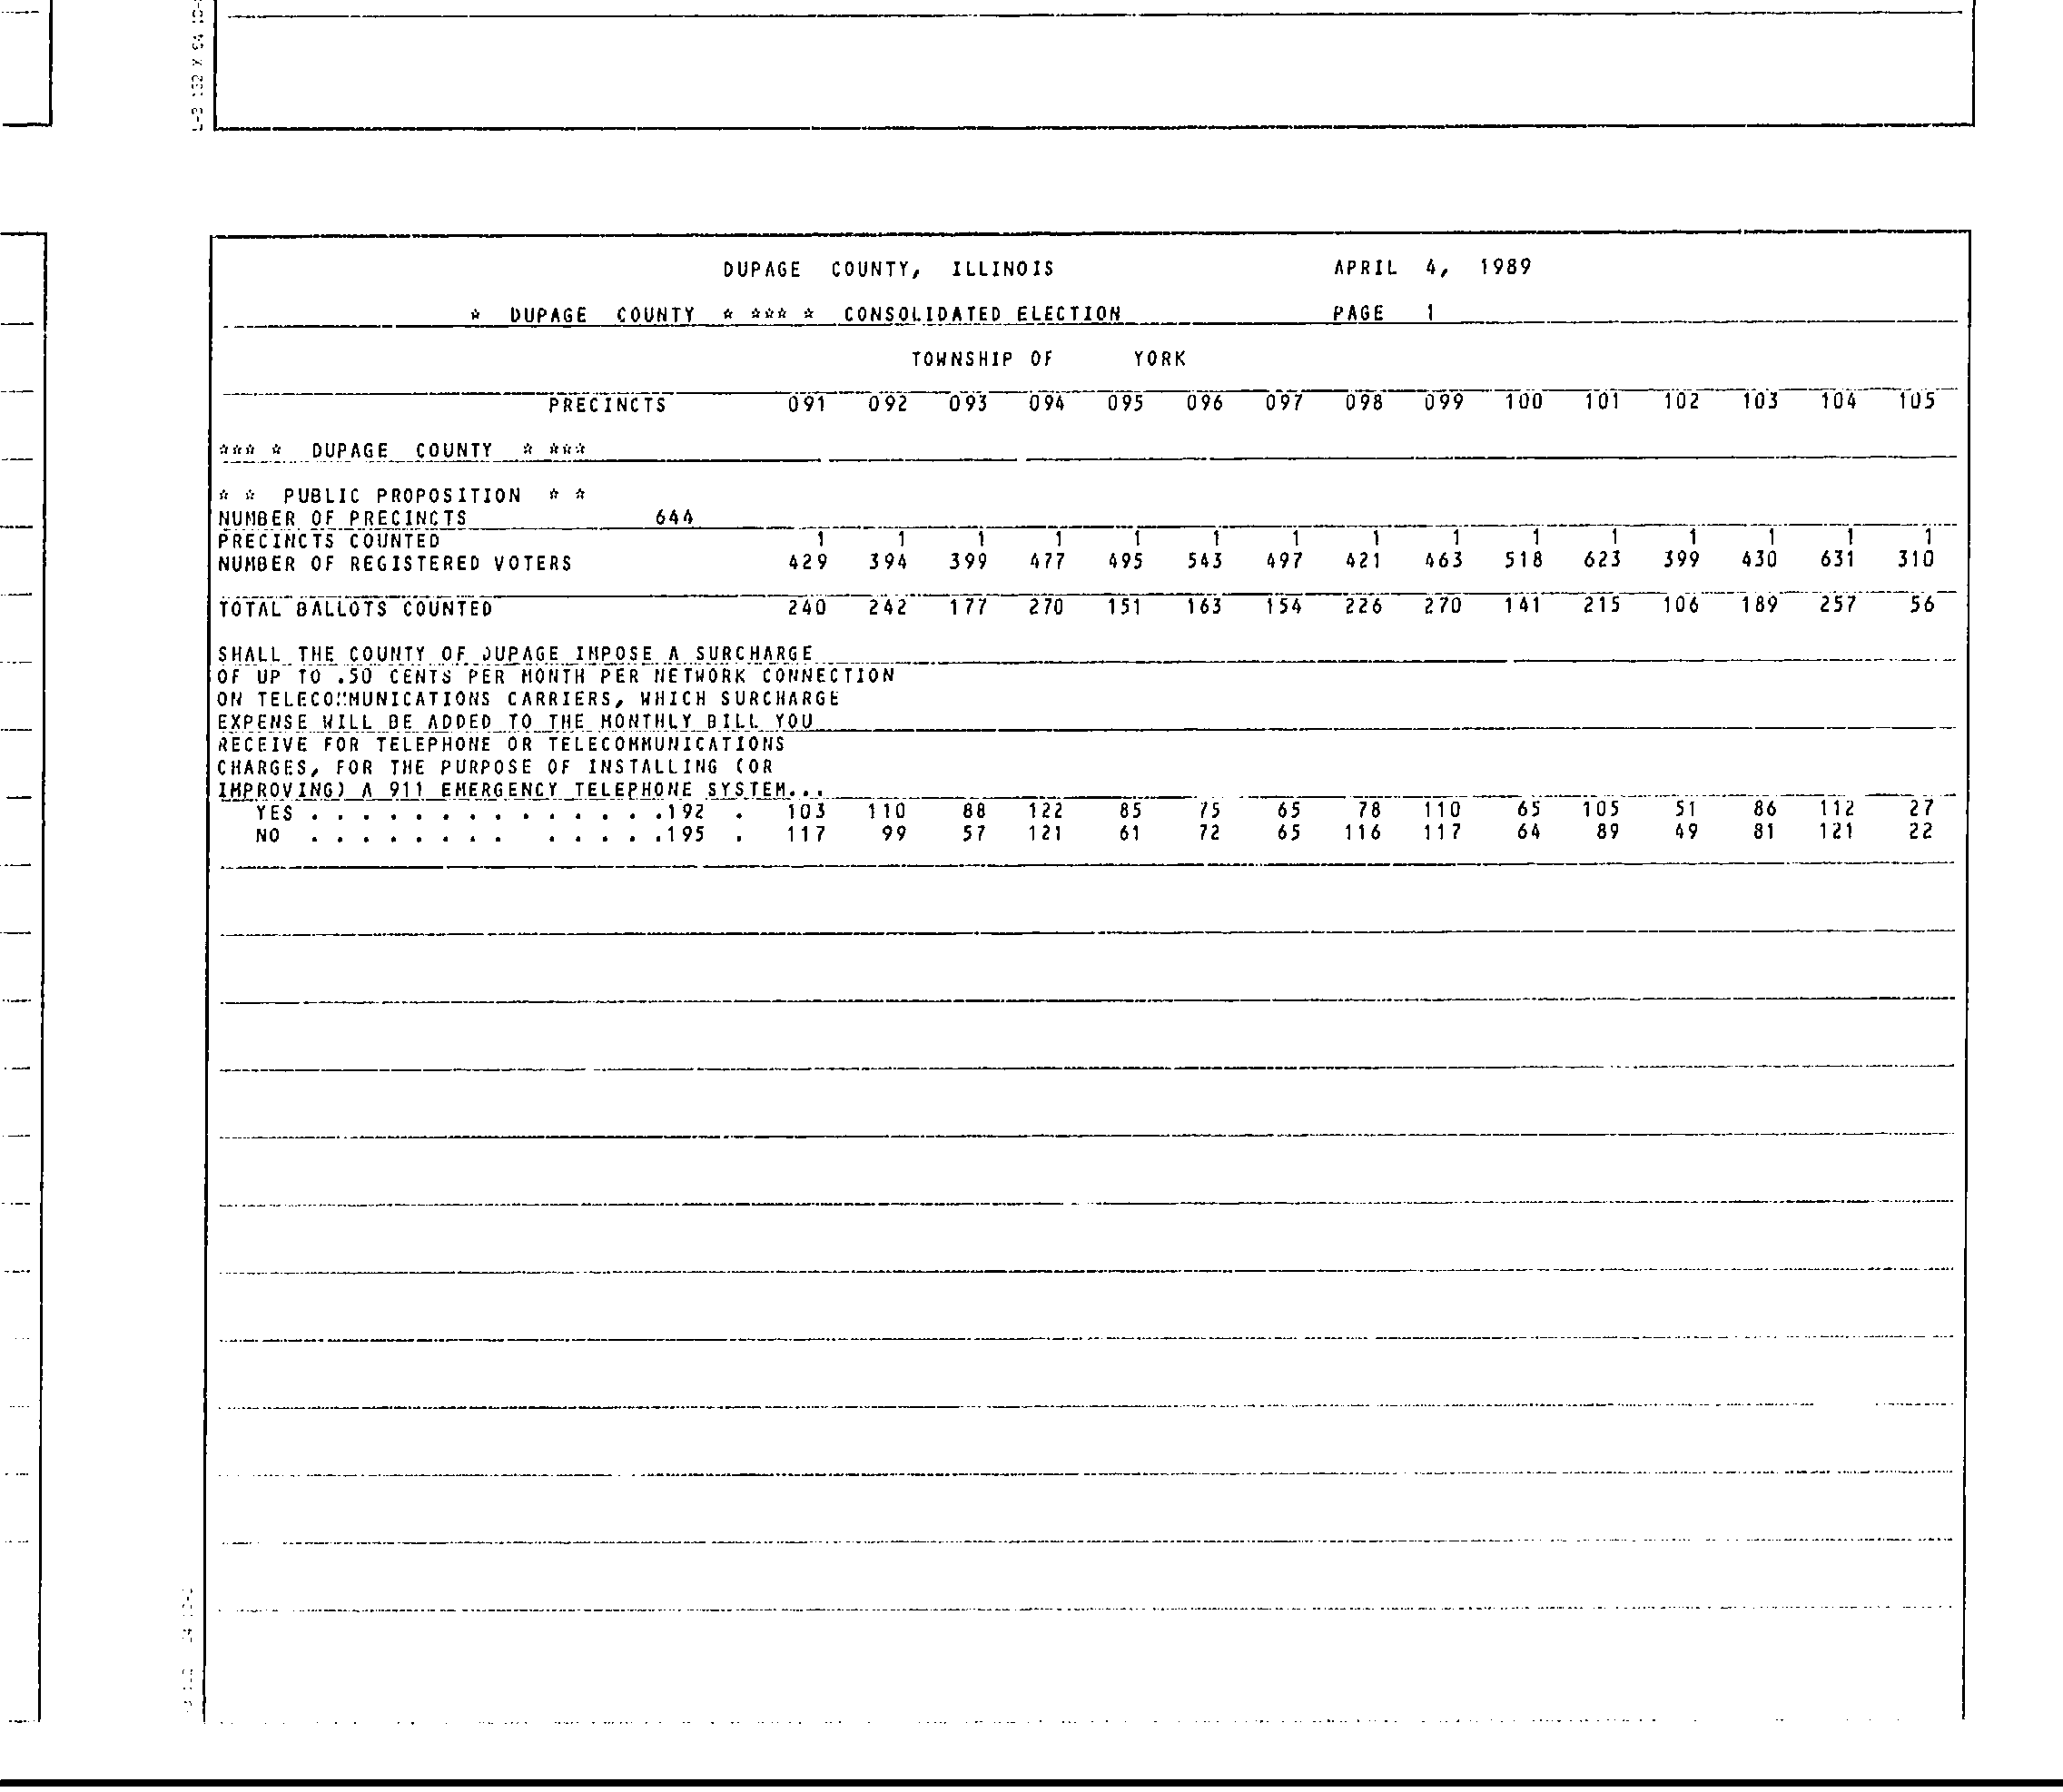 DUPAGE COUNTY, ILLINOIS APRIL 4, 1989
* DUPAGE COUNTY * *** * CONSOLIDATED ELECTION PAGE 1
TOWNSHIP OF YORK
PRECINCTS 091 092 093 094 095 096 097 098 099 100 101 102 103 104 105
*** * DUPAGE COUNTY * ***
* * PUBLIC PROPOSITION * *
NUMBER OF PRECINCTS 644
PRECINCTS COUNTED 1 1 1 1 1 1 1 1 1 1 1 1 1 1 1
NUMBER OF REGISTERED VOTERS 429 394 399 477 495 543 497 421 463 518 623 399 430 631 310
TOTAL BALLOTS COUNTED 240 242 177 270 151 163 154 226 270 141 215 106 189 257 56
SHALL THE COUNTY OF DUPAGE IMPOSE A SURCHARGE
OF UP TO .50 CENTS PER MONTH PER NETWORK CONNECTION
ON TELECOMMUNICATIONS CARRIERS, WHICH SURCHARGE
EXPENSE WILL BE ADDED TO THE MONTHLY BILL YOU
RECEIVE FOR TELEPHONE OR TELECOMMUNICATIONS
CHARGES, FOR THE PURPOSE OF INSTALLING (OR
IMPROVING) A 911 EMERGENCY TELEPHONE SYSTEM...
YES . . . . . . . . . . . . . .192 . 103 110 88 122 85 75 65 78 110 65 105 51 86 112 27
NO . . . . . . . . . . . . .195 . 117 99 57 121 61 72 65 116 117 64 89 49 81 121 22